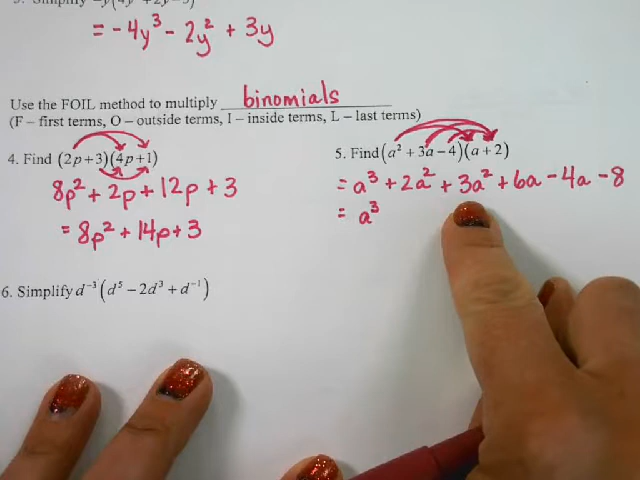 3. Simplify
= -4y³ - 2y² + 3y
Use the FOIL method to multiply binomials
(F – first terms, O – outside terms, I – inside terms, L – last terms)
4. Find (2p+3)(4p+1)
8p² + 2p + 12p + 3
= 8p² + 14p + 3
5. Find (a² + 3a - 4)(a + 2)
= a³ + 2a² + 3a² + 6a - 4a - 8
= a³
6. Simplify d⁻³(d⁵ - 2d³ + d⁻¹)